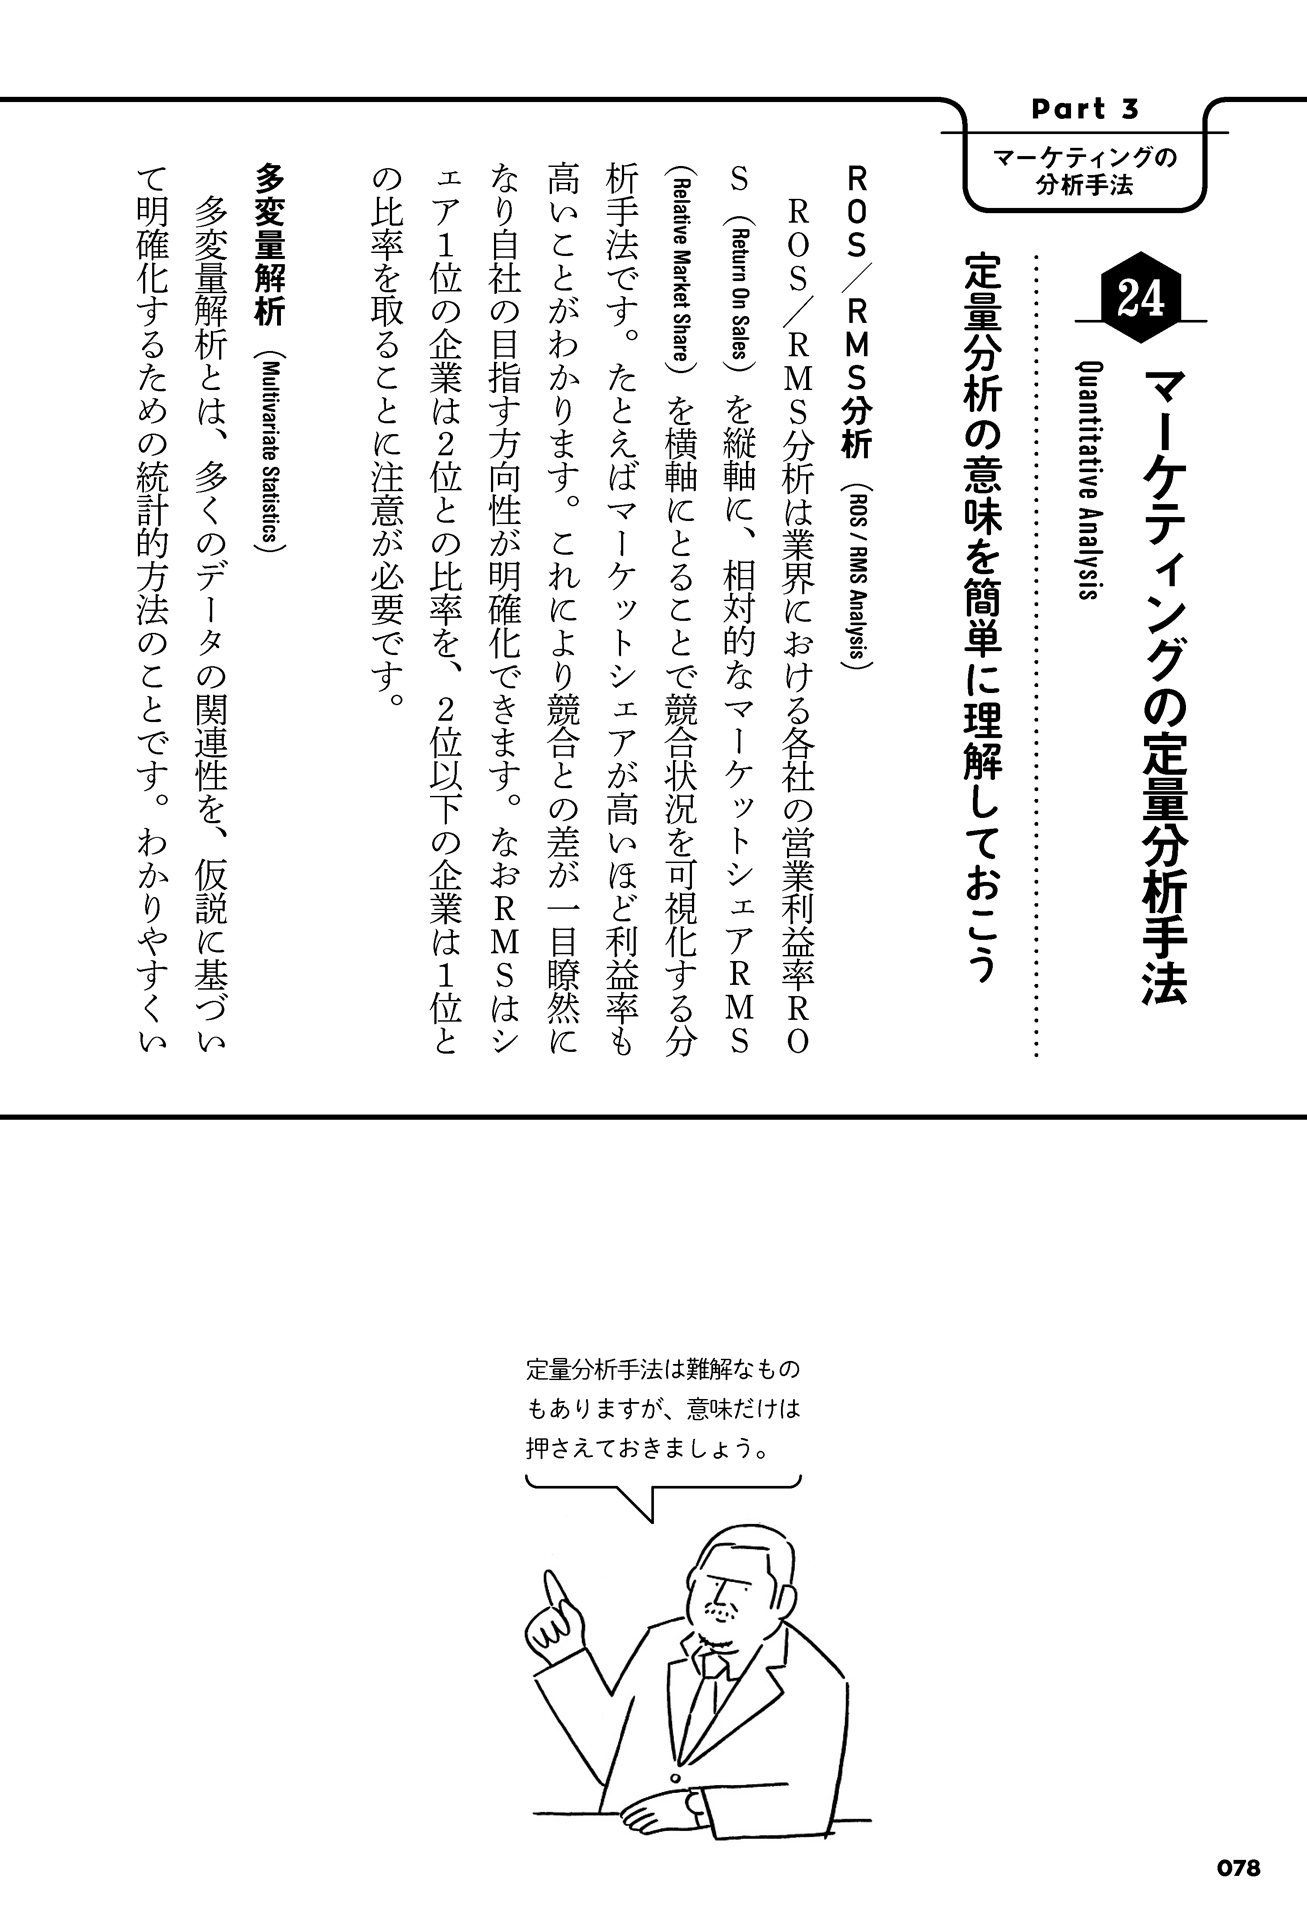 Part 3
マーケティングの
分析手法
24
マーケティングの定量分析手法
Quantitative Analysis
定量分析の意味を簡単に理解しておこう
ROS／RMS分析（ROS / RMS Analysis）
ROS／RMS分析は業界における各社の営業利益率RO
S（Return On Sales）を縦軸に、相対的なマーケットシェアRMS
（Relative Market Share）を横軸にとることで競合状況を可視化する分
析手法です。たとえばマーケットシェアが高いほど利益率も
高いことがわかります。これにより競合との差が一目瞭然に
なり自社の目指す方向性が明確化できます。なおRMSはシ
ェア1位の企業は2位との比率を、2位以下の企業は1位と
の比率を取ることに注意が必要です。
多変量解析（Multivariate Statistics）
多変量解析とは、多くのデータの関連性を、仮説に基づい
て明確化するための統計的方法のことです。わかりやすくい
定量分析手法は難解なもの
もありますが、意味だけは
押さえておきましょう。
078